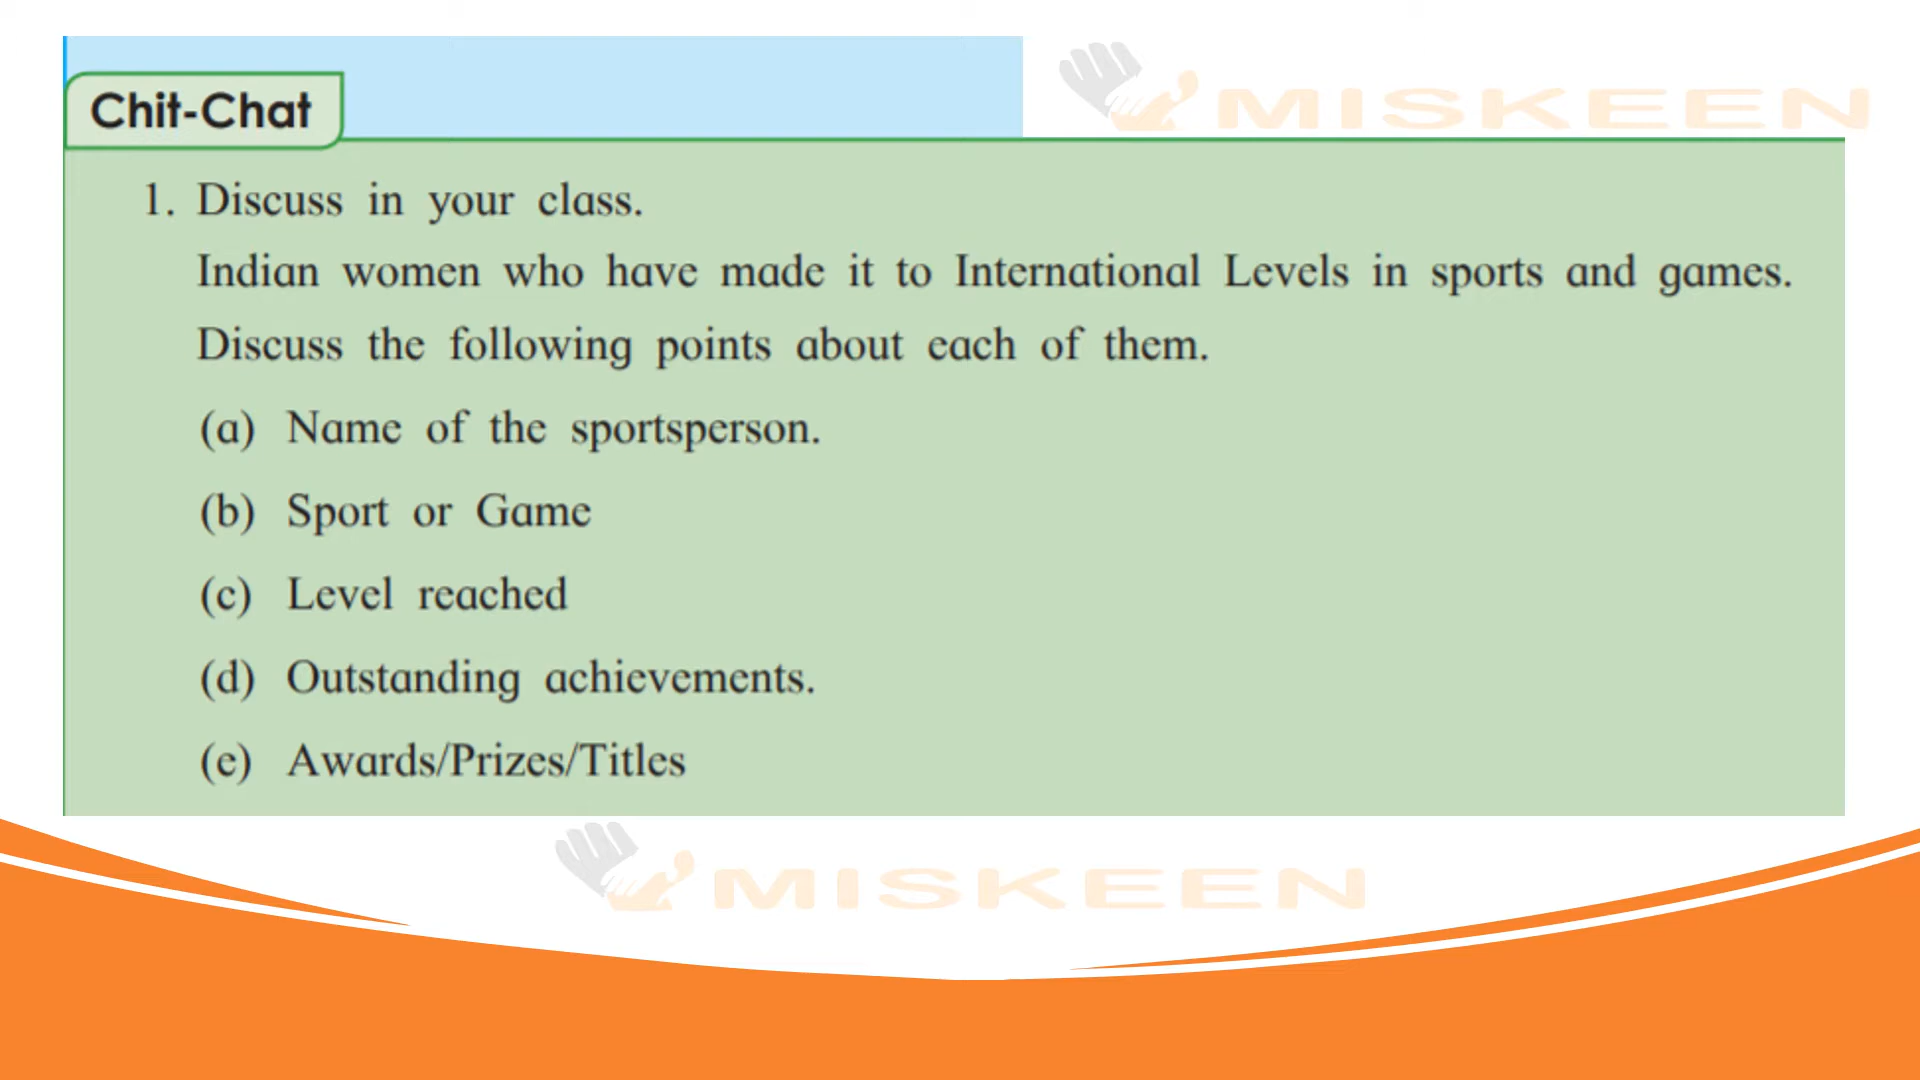 MISKEEN
Chit-Chat
1. Discuss in your class.
Indian women who have made it to International Levels in sports and games.
Discuss the following points about each of them.
(a) Name of the sportsperson.
(b) Sport or Game
(c) Level reached
(d) Outstanding achievements.
(e) Awards/Prizes/Titles
MISKEEN